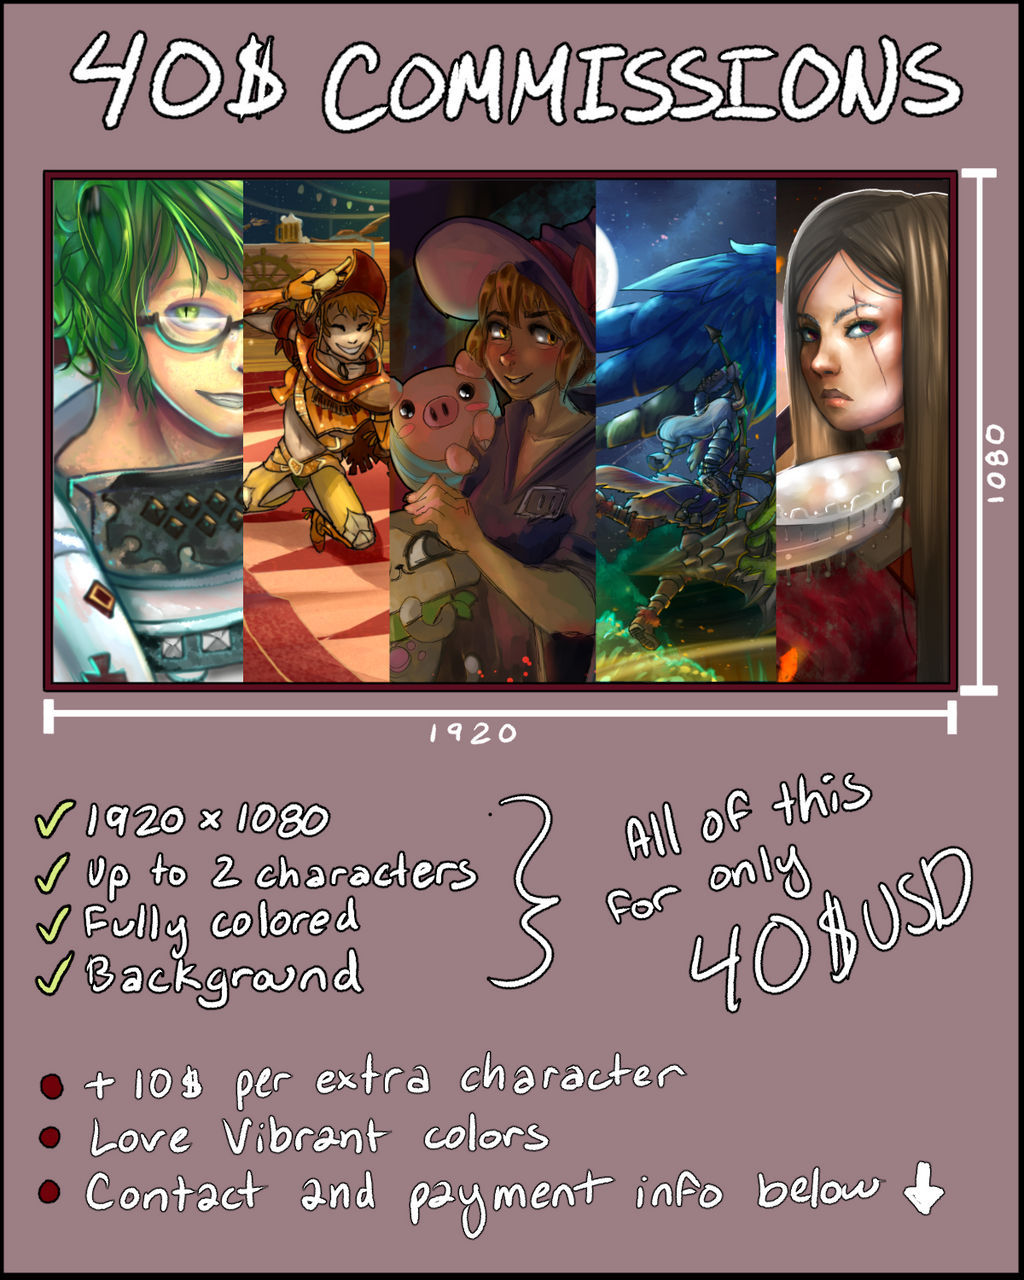 40$ COMMISSIONS
1080
1920
1920 x 1080
Up to 2 characters
Fully colored
Background
All of this
for only
40$USD
+ 10$ per extra character
Love Vibrant colors
Contact and payment info below